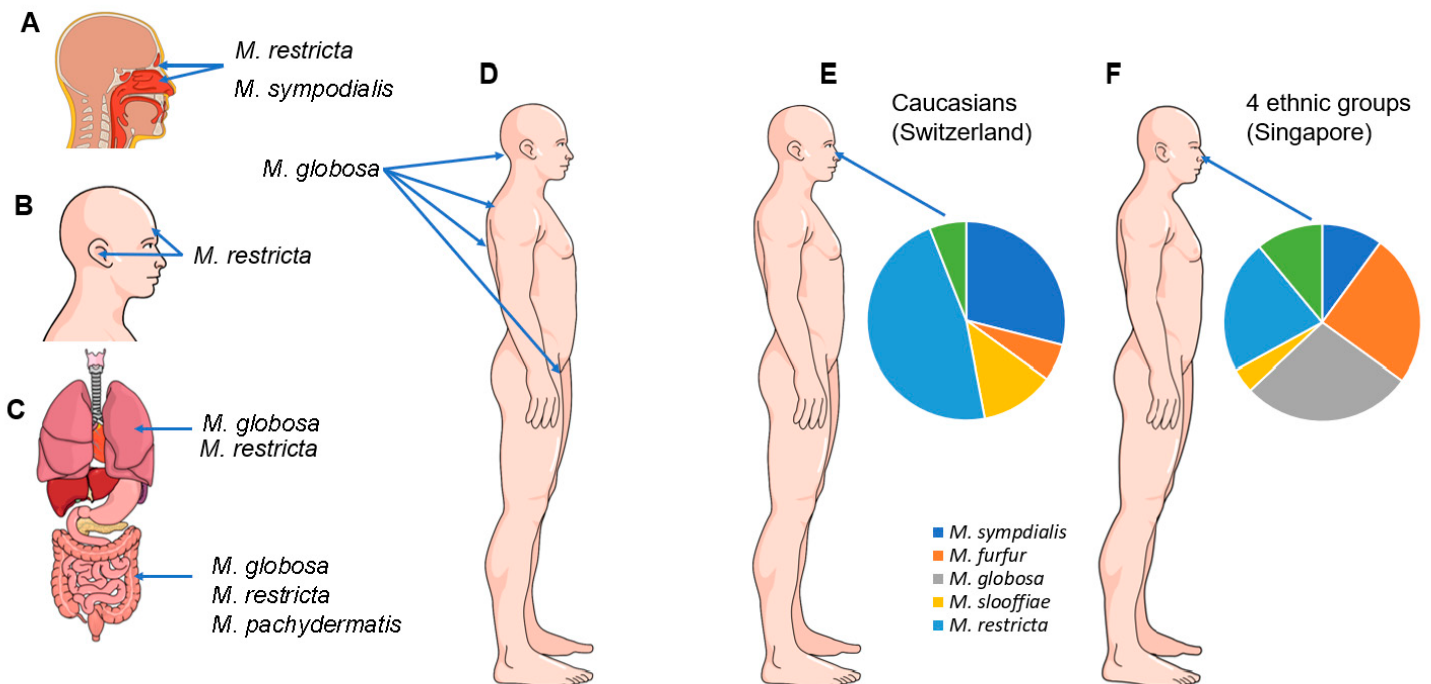 A
M. restricta
M. sympodialis
B
M. restricta
C
M. globosa
M. restricta
M. globosa
M. restricta
M. pachydermatis
D
M. globosa
E
Caucasians
(Switzerland)
F
4 ethnic groups
(Singapore)
M. sympdialis
M. furfur
M. globosa
M. slooffiae
M. restricta